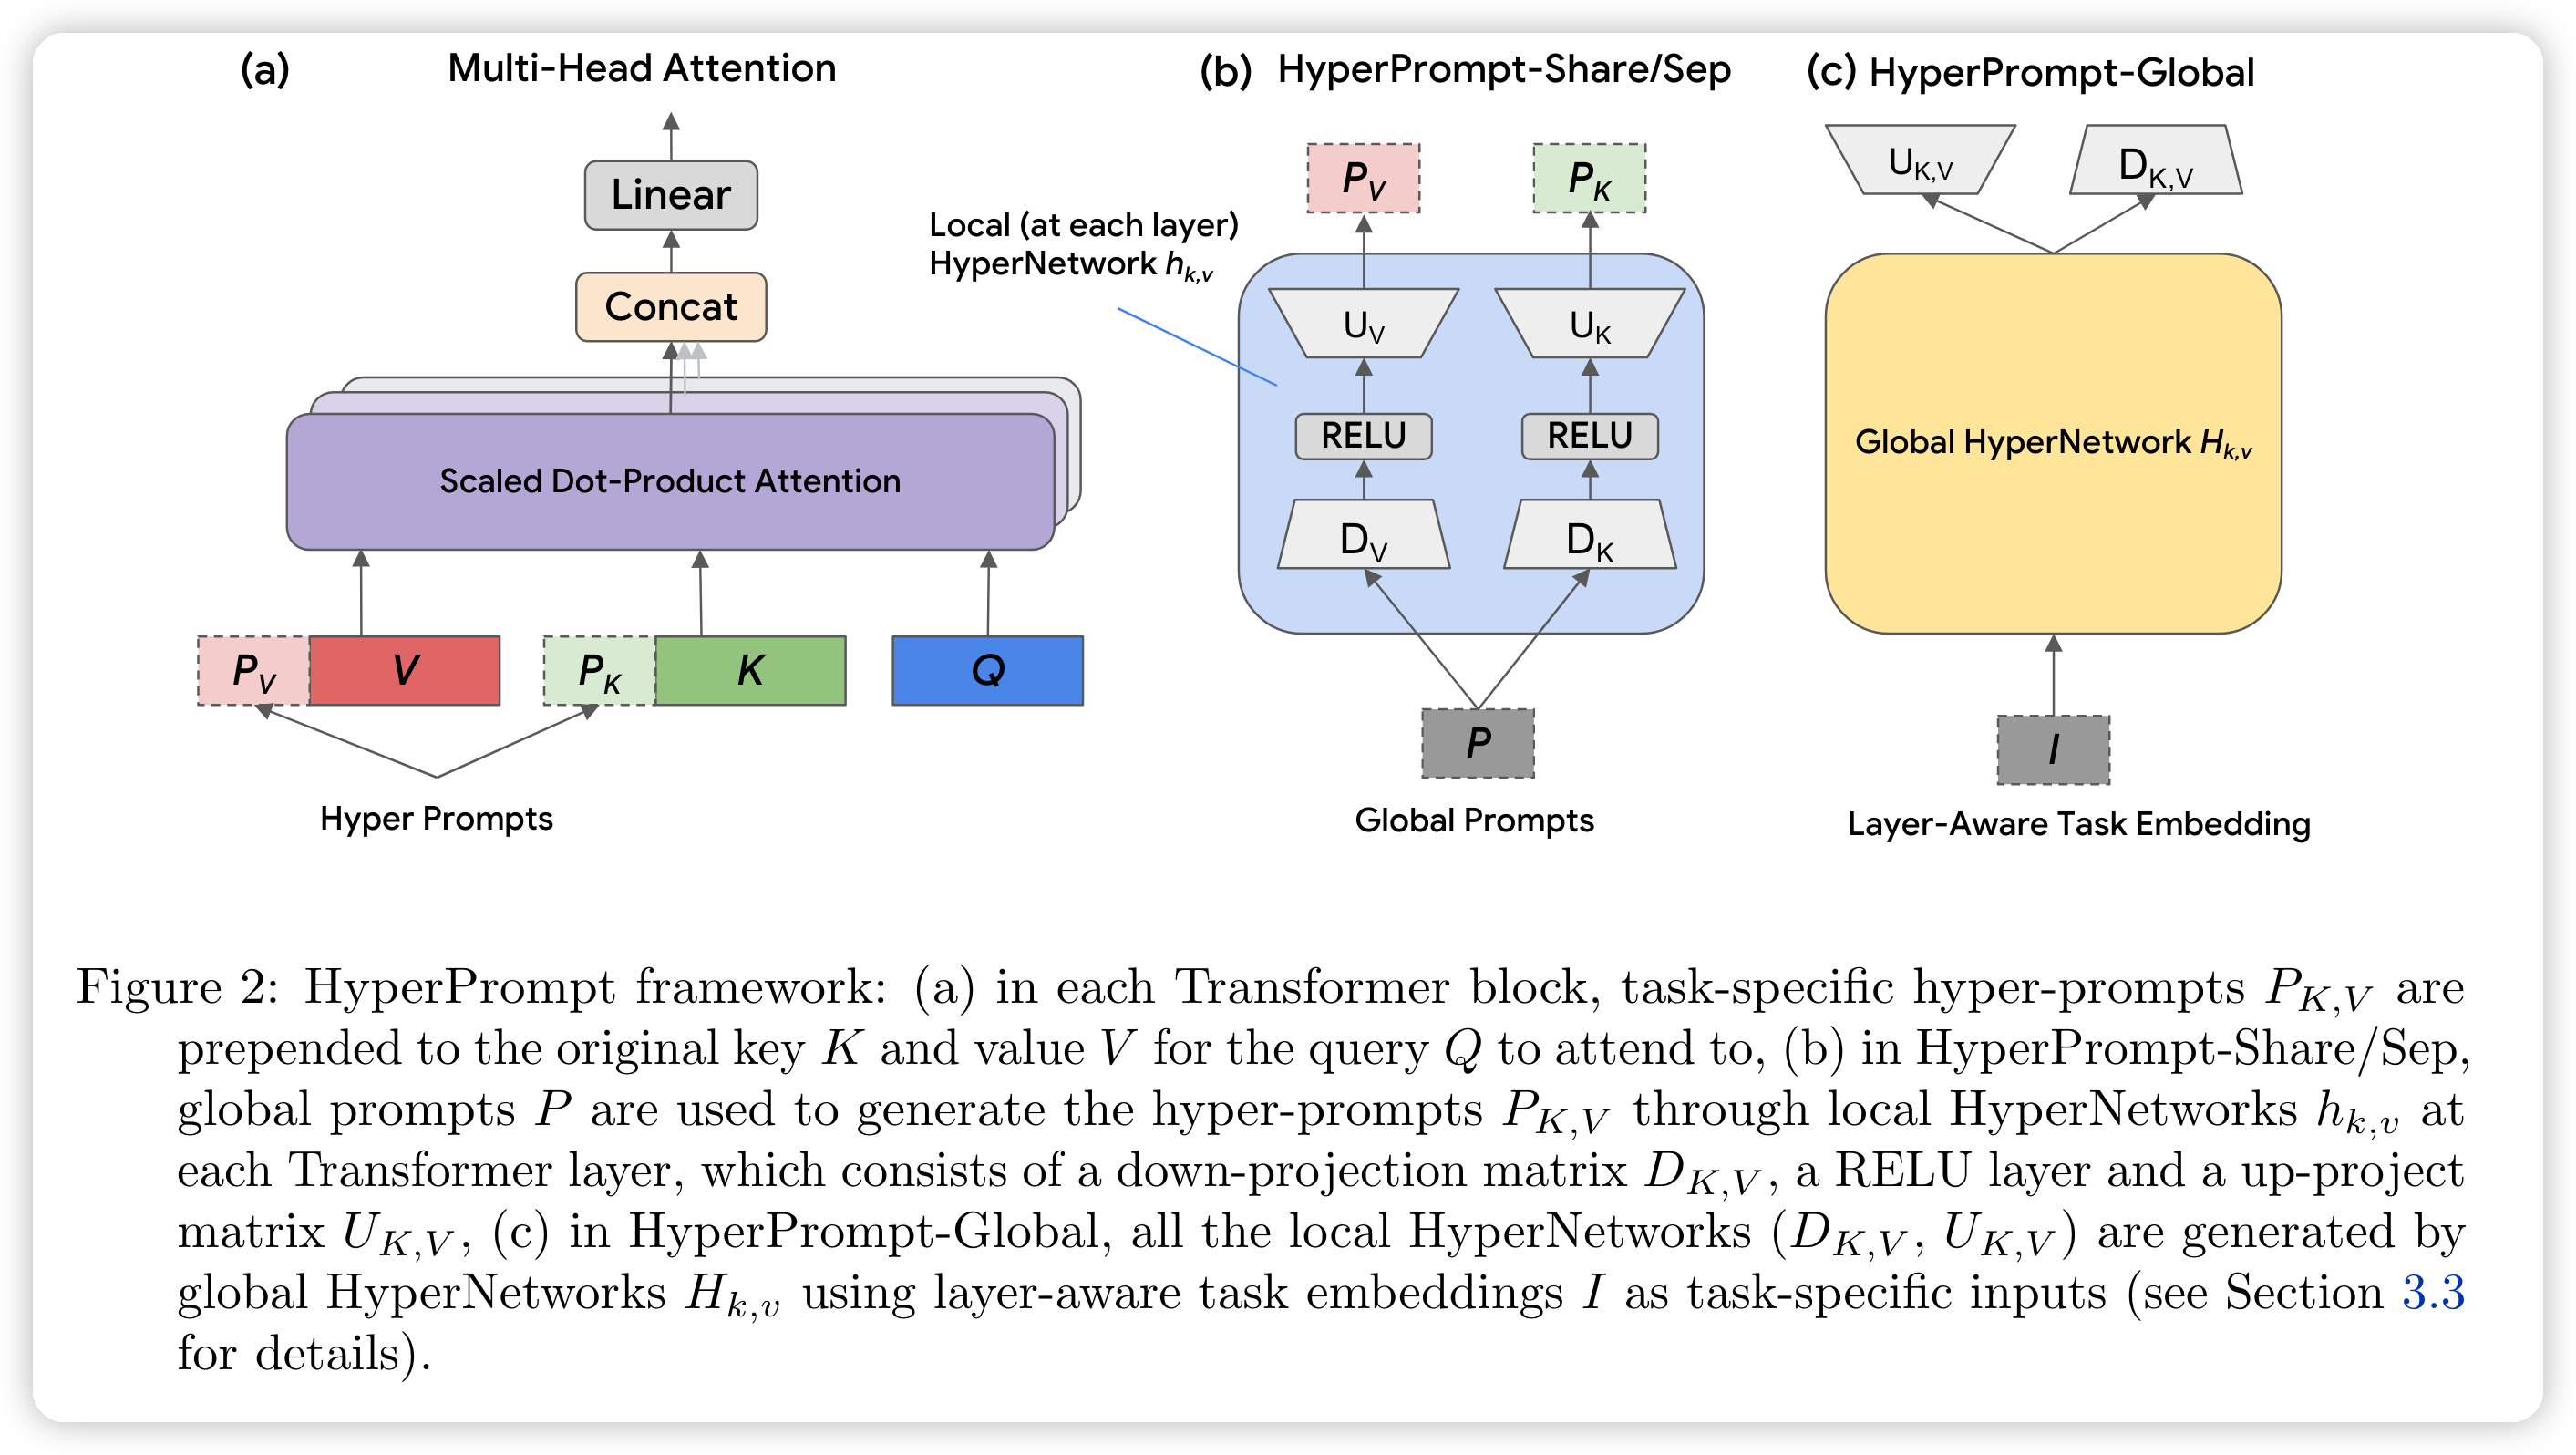 (a) Multi-Head Attention
Linear
Concat
Scaled Dot-Product Attention
P_V V P_K K Q
Hyper Prompts
(b) HyperPrompt-Share/Sep
Local (at each layer)
HyperNetwork h_{k,v}
P_V P_K
U_V U_K
RELU RELU
D_V D_K
P
Global Prompts
(c) HyperPrompt-Global
U_{K,V} D_{K,V}
Global HyperNetwork H_{k,v}
I
Layer-Aware Task Embedding
Figure 2: HyperPrompt framework: (a) in each Transformer block, task-specific hyper-prompts P_{K,V} are
prepended to the original key K and value V for the query Q to attend to, (b) in HyperPrompt-Share/Sep,
global prompts P are used to generate the hyper-prompts P_{K,V} through local HyperNetworks h_{k,v} at
each Transformer layer, which consists of a down-projection matrix D_{K,V}, a RELU layer and a up-project
matrix U_{K,V}, (c) in HyperPrompt-Global, all the local HyperNetworks (D_{K,V}, U_{K,V}) are generated by
global HyperNetworks H_{k,v} using layer-aware task embeddings I as task-specific inputs (see Section 3.3
for details).